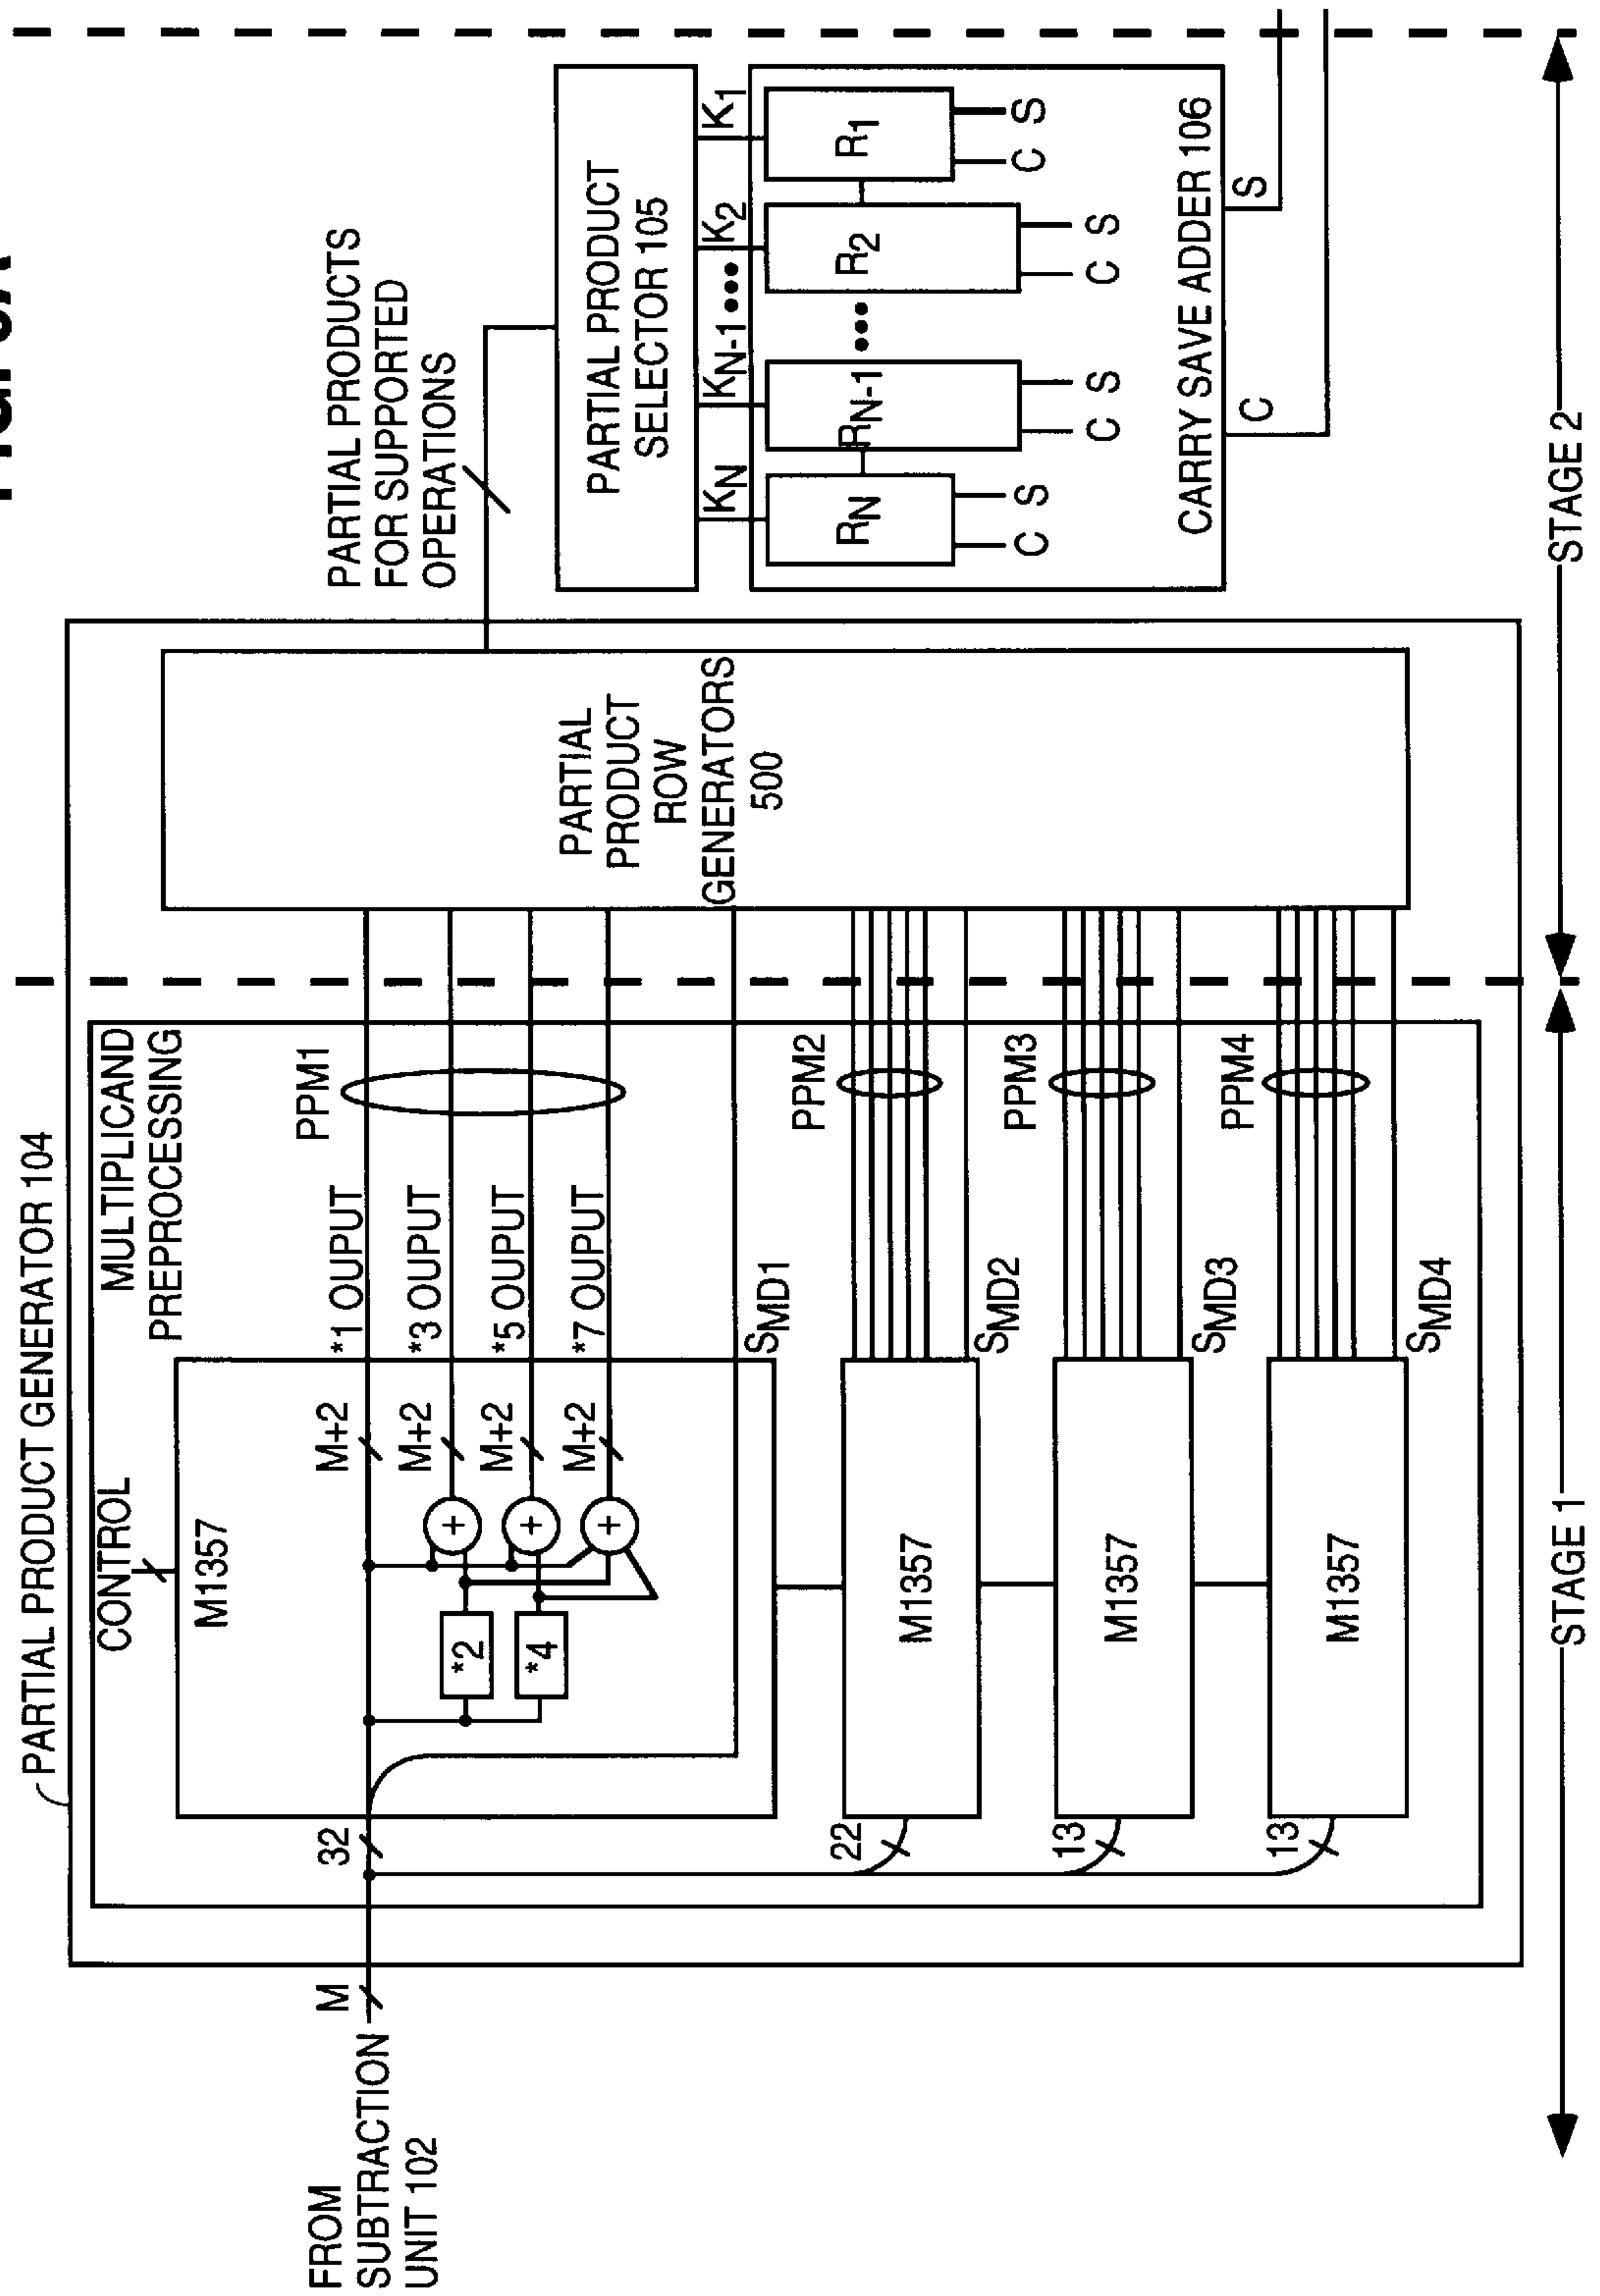 PARTIAL PRODUCT GENERATOR 104
CONTROL
MULTIPLICAND
PREPROCESSING
M1357
FROM
SUBTRACTION
UNIT 102
M
32
*2
*4
+
+
+
M+2
M+2
M+2
M+2
*1 OUPUT
*3 OUPUT
*5 OUPUT
*7 OUPUT
PPM1
SMD1
22
M1357
SMD2
PPM2
13
M1357
SMD3
PPM3
13
M1357
SMD4
PPM4
PARTIAL
PRODUCT
ROW
GENERATORS
500
PARTIAL PRODUCTS
FOR SUPPORTED
OPERATIONS
PARTIAL PRODUCT
SELECTOR 105
KN KN-1 ••• K2 K1
RN RN-1 ••• R2 R1
C S C S C S C S
CARRY SAVE ADDER 106
C S
STAGE 1 STAGE 2